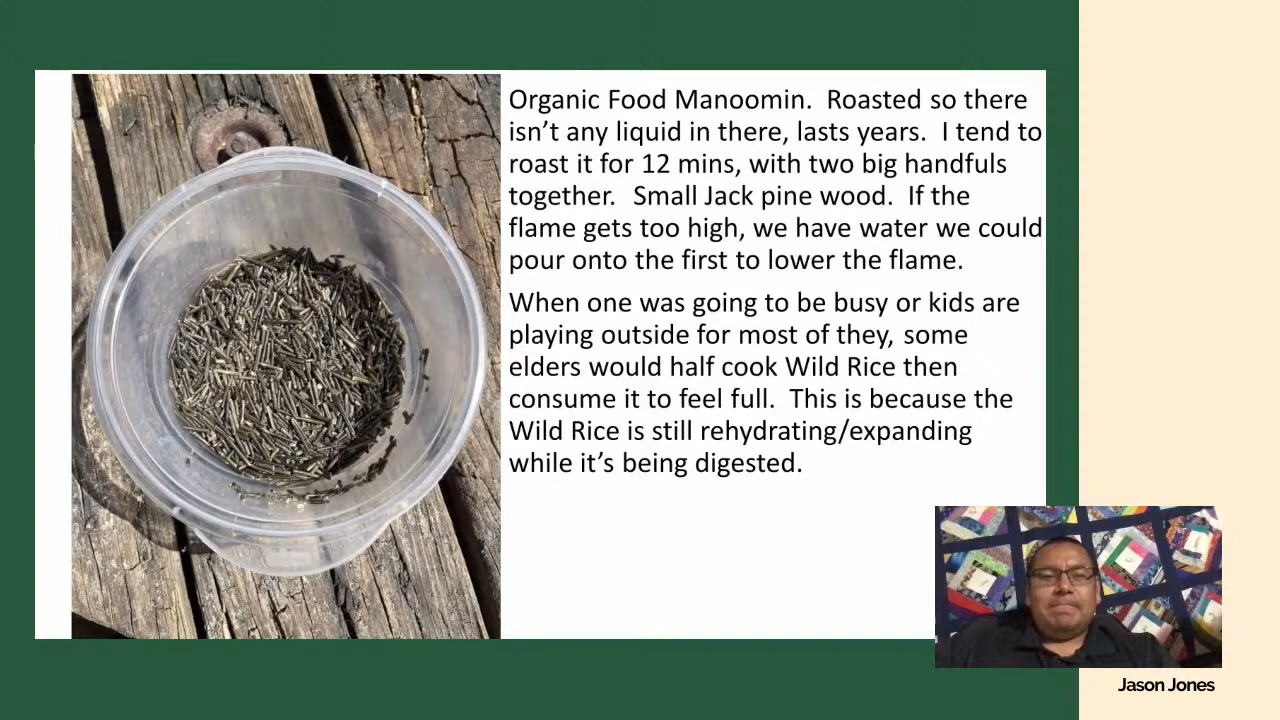 Organic Food Manoomin.  Roasted so there
isn’t any liquid in there, lasts years.  I tend to
roast it for 12 mins, with two big handfuls
together.   Small Jack pine wood.  If the
flame gets too high, we have water we could
pour onto the first to lower the flame.
When one was going to be busy or kids are
playing outside for most of they, some
elders would half cook Wild Rice then
consume it to feel full.  This is because the
Wild Rice is still rehydrating/expanding
while it’s being digested.
Jason Jones